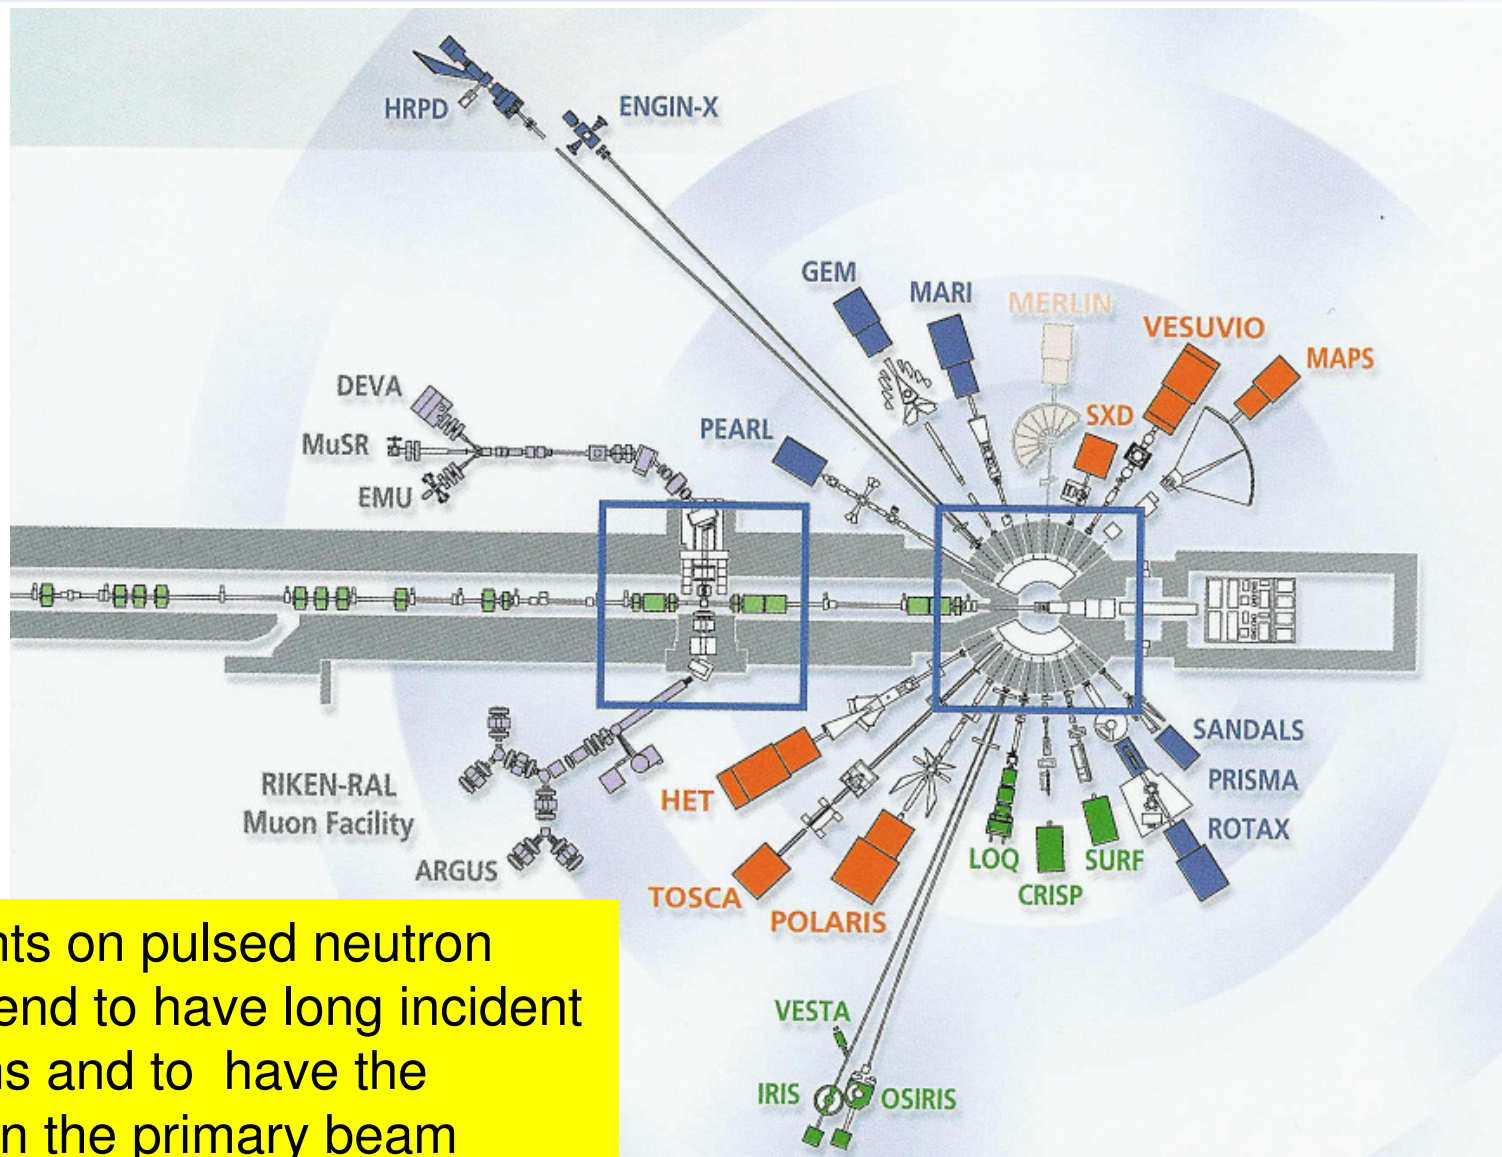 HRPD
ENGIN-X
GEM
MARI
MERLIN
VESUVIO
MAPS
DEVA
MuSR
EMU
PEARL
SXD
RIKEN-RAL
Muon Facility
ARGUS
HET
TOSCA
POLARIS
LOQ
CRISP
SURF
SANDALS
PRISMA
ROTAX
VESTA
IRIS
OSIRIS
nts on pulsed neutron
end to have long incident
ns and to have the
n the primary beam